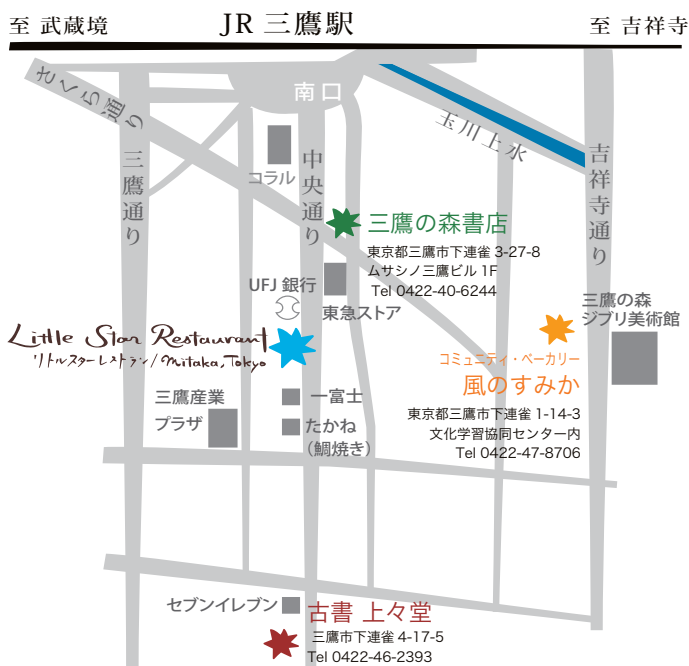 至 武蔵境
JR 三鷹駅
至 吉祥寺
さくら通り
南口
玉川上水
三鷹通り
中央通り
吉祥寺通り
コラル
三鷹の森書店
東京都三鷹市下連雀 3-27-8
ムサシノ三鷹ビル 1F
Tel 0422-40-6244
UFJ 銀行
東急ストア
三鷹の森
ジブリ美術館
Little Star Restaurant
リトルスターレストラン/Mitaka,Tokyo
コミュニティ・ベーカリー
風のすみか
東京都三鷹市下連雀 1-14-3
文化学習協同センター内
Tel 0422-47-8706
三鷹産業
プラザ
一富士
たかね
（鯛焼き）
セブンイレブン
古書 上々堂
三鷹市下連雀 4-17-5
Tel 0422-46-2393